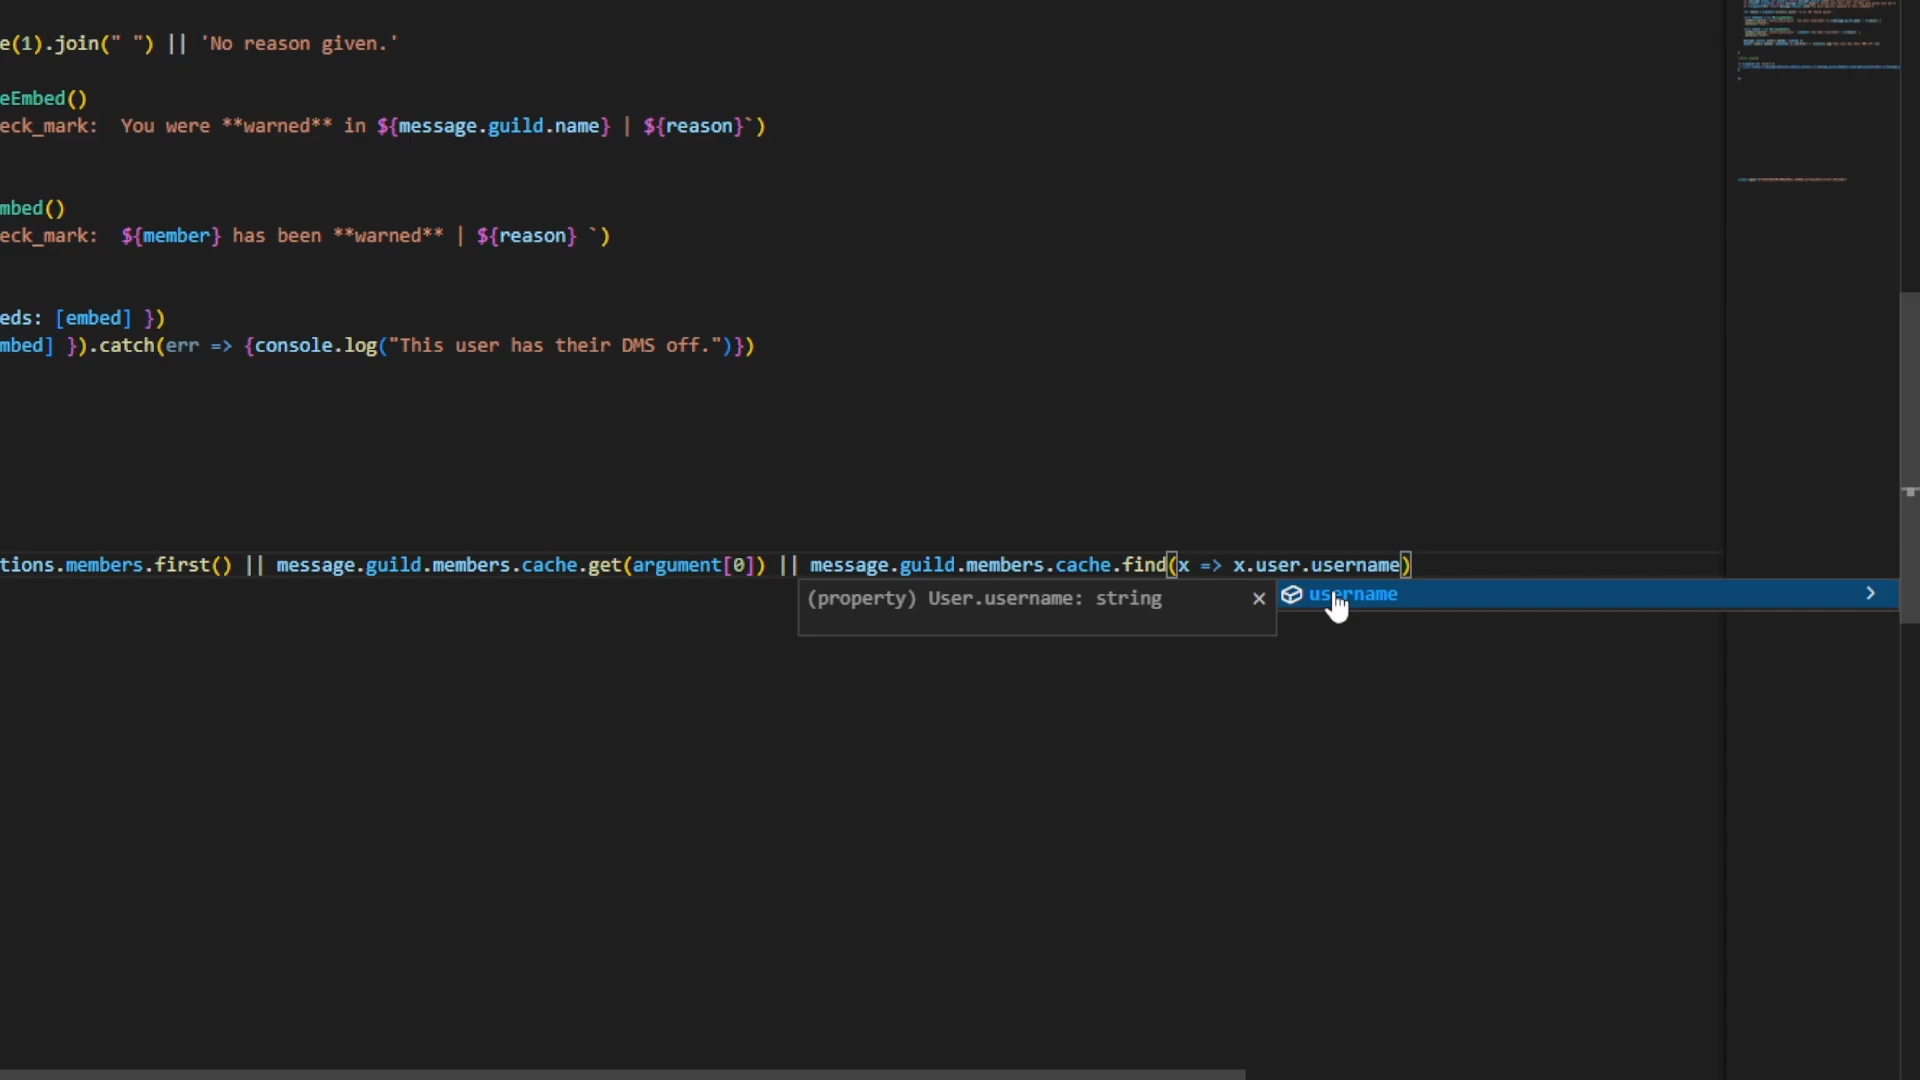 e(1).join(" ") || 'No reason given.'
eEmbed()
eck_mark:  You were **warned** in ${message.guild.name} | ${reason}`)
mbed()
eck_mark:  ${member} has been **warned** | ${reason} `)
eds: [embed] })
mbed] }).catch(err => {console.log("This user has their DMS off.")})
tions.members.first() || message.guild.members.cache.get(argument[0]) || message.guild.members.cache.find(x => x.user.username)
(property) User.username: string
username